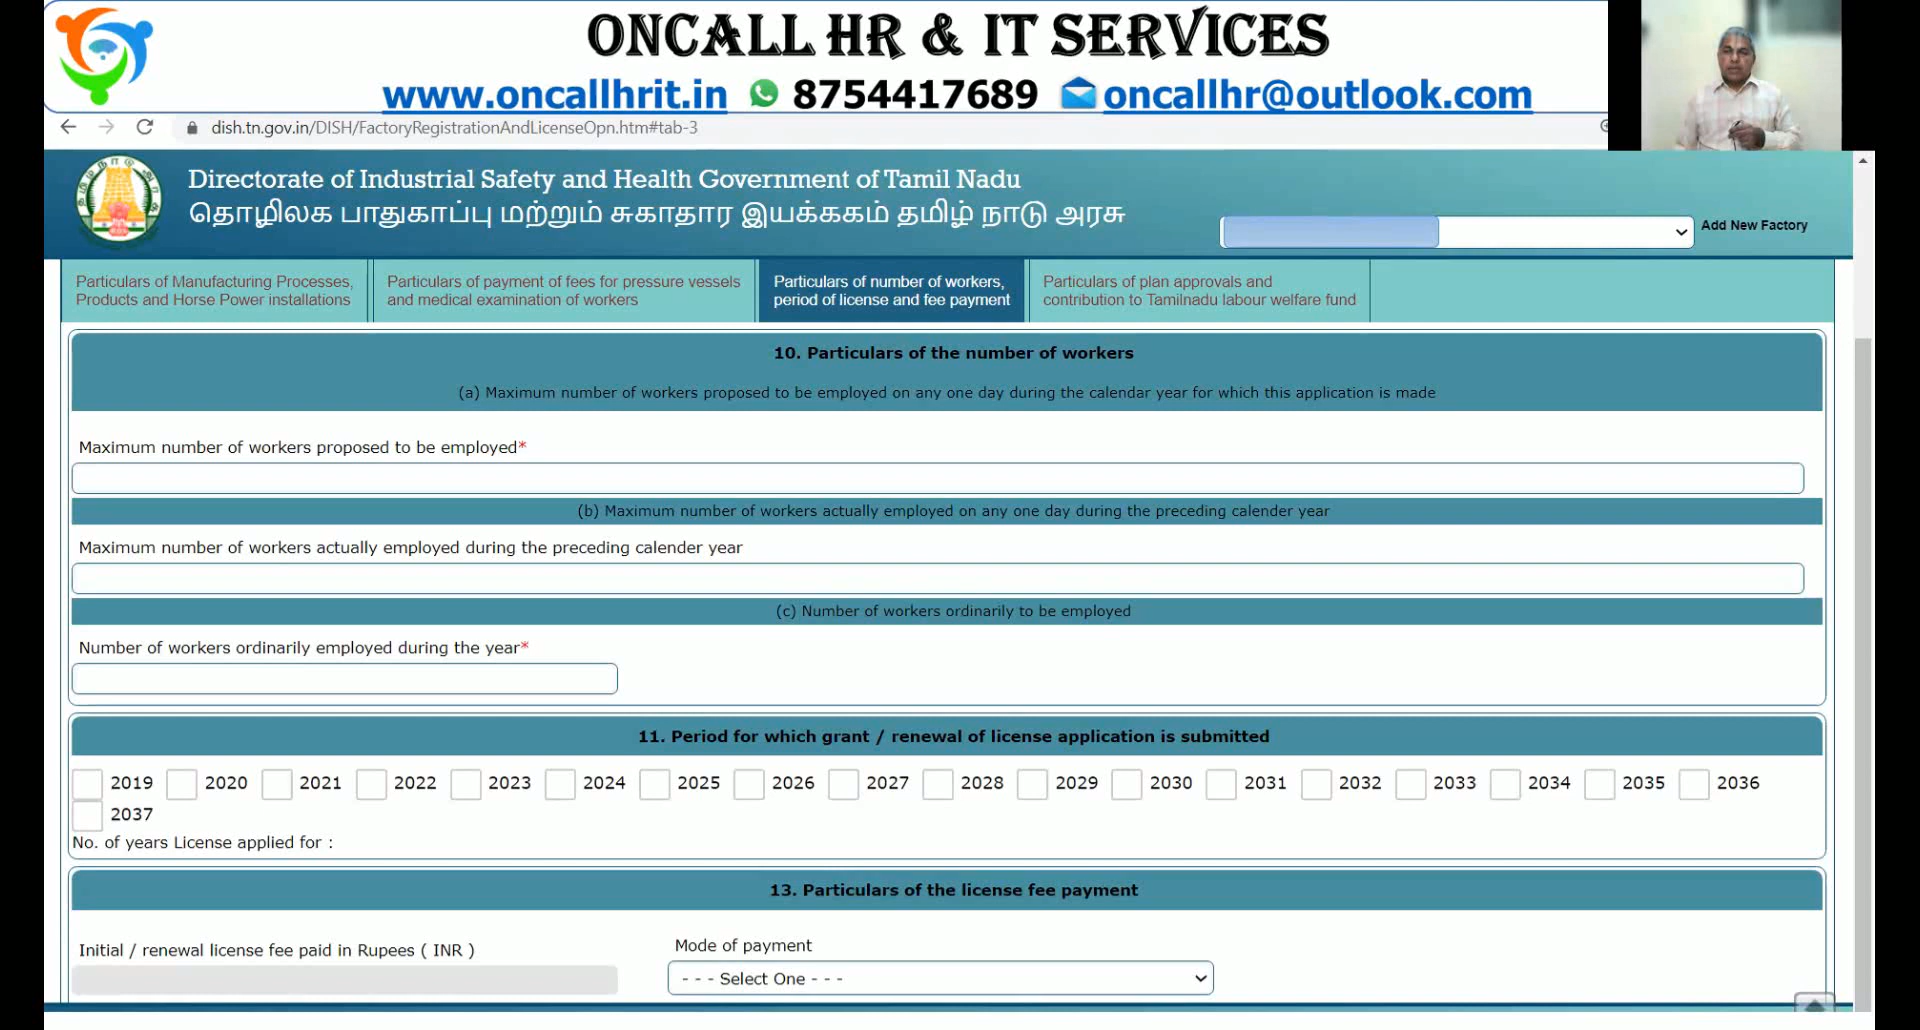 ONCALL HR & IT SERVICES
www.oncallhrit.in 8754417689 oncallhr@outlook.com
dish.tn.gov.in/DISH/FactoryRegistrationAndLicenseOpn.htm#tab-3
Directorate of Industrial Safety and Health Government of Tamil Nadu
தொழிலக பாதுகாப்பு மற்றும் சுகாதார இயக்ககம் தமிழ் நாடு அரசு
Add New Factory
Particulars of Manufacturing Processes,
Products and Horse Power installations
Particulars of payment of fees for pressure vessels
and medical examination of workers
Particulars of number of workers,
period of license and fee payment
Particulars of plan approvals and
contribution to Tamilnadu labour welfare fund
10. Particulars of the number of workers
(a) Maximum number of workers proposed to be employed on any one day during the calendar year for which this application is made
Maximum number of workers proposed to be employed*
(b) Maximum number of workers actually employed on any one day during the preceding calender year
Maximum number of workers actually employed during the preceding calender year
(c) Number of workers ordinarily to be employed
Number of workers ordinarily employed during the year*
11. Period for which grant / renewal of license application is submitted
2019 2020 2021 2022 2023 2024 2025 2026 2027 2028 2029 2030 2031 2032 2033 2034 2035 2036
2037
No. of years License applied for :
13. Particulars of the license fee payment
Initial / renewal license fee paid in Rupees ( INR )
Mode of payment
- - - Select One - - -